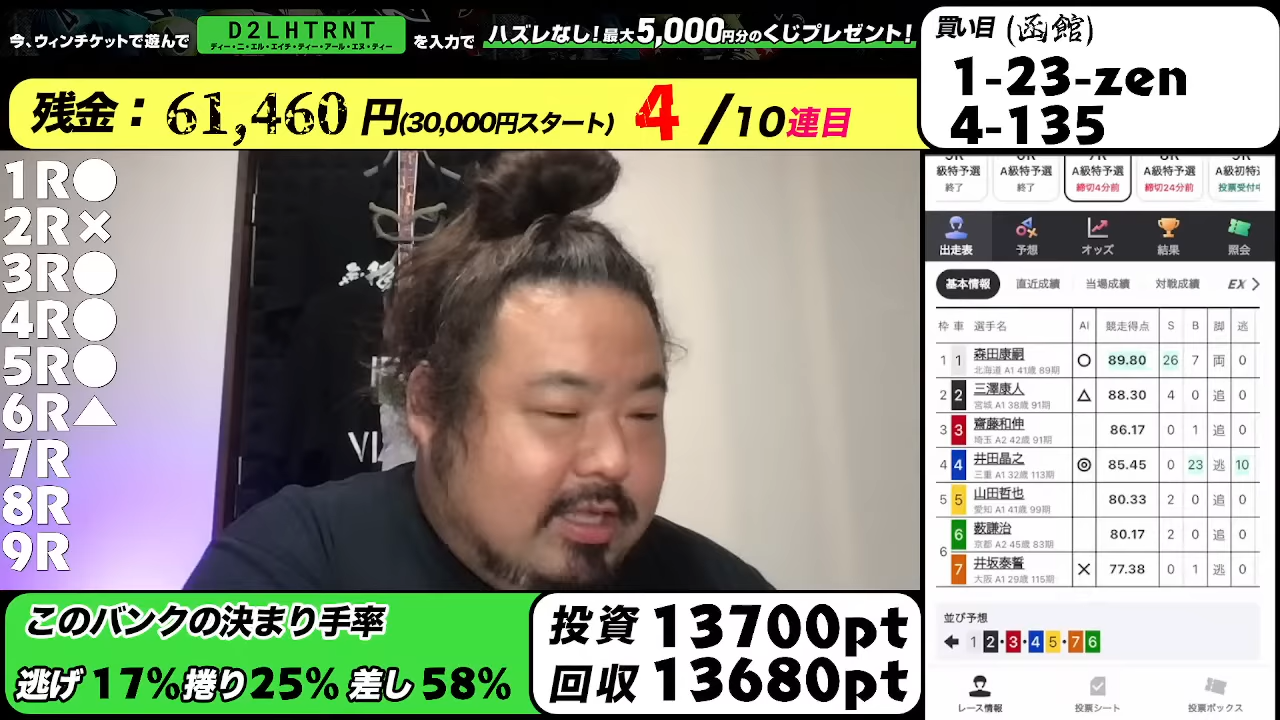 今、ウィンチケットで遊んで
D2LHTRNT
ディー・ニ・エル・エイチ・ティー・アール・エヌ・ティー
を入力で
ハズレなし!最大5,000円分のくじプレゼント!
買い目 (函館)
1-23-zen
4-135
残金: 61,460 円(30,000円スタート) 4 /10連目
1R●
2R×
3R●
4R●
5R●
6R▲
7R
8R
9R
級特予選 A級特予選 A級特予選 A級特予選 A級初特
終了 終了 締切4分前 締切24分前 投票受付中
出走表 予想 オッズ 結果 照会
基本情報 直近成績 当場成績 対戦成績 EX
枠 車 選手名 AI 競走得点 S B 脚 逃
1 1 森田康嗣 ○ 89.80 26 7 両 0
北海道 A1 41歳 89期
2 2 三澤康人 △ 88.30 4 0 追 0
宮城 A1 38歳 91期
3 3 齋藤和伸 86.17 0 1 追 0
埼玉 A2 42歳 91期
4 4 井田晶之 ◎ 85.45 0 23 逃 10
三重 A1 32歳 113期
5 5 山田哲也 80.33 2 0 追 0
愛知 A1 41歳 99期
6 6 薮謙治 80.17 2 0 追 0
京都 A2 45歳 83期
7 井坂泰誓 × 77.38 0 1 逃 0
大阪 A1 29歳 115期
並び予想
1 2・3・4 5・7 6
レース情報 投票シート 投票ボックス
このバンクの決まり手率
逃げ 17% 捲り25% 差し 58%
投資 13700pt
回収 13680pt